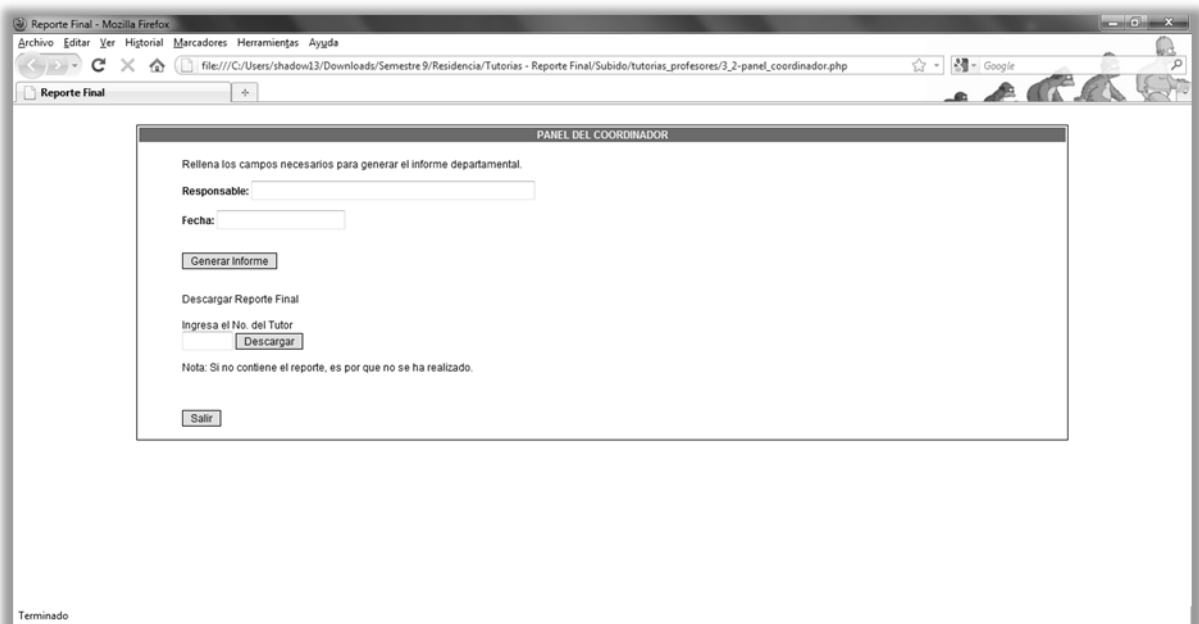 Reporte Final - Mozilla Firefox
Archivo Editar Ver Historial Marcadores Herramientas Ayuda
file:///C:/Users/shadow13/Downloads/Semestre 9/Residencia/Tutorias - Reporte Final/Subido/tutorias_profesores/3_2-panel_coordinador.php Google
Reporte Final
PANEL DEL COORDINADOR
Rellena los campos necesarios para generar el informe departamental.
Responsable:
Fecha:
Generar Informe
Descargar Reporte Final
Ingresa el No. del Tutor
Descargar
Nota: Si no contiene el reporte, es por que no se ha realizado.
Salir
Terminado